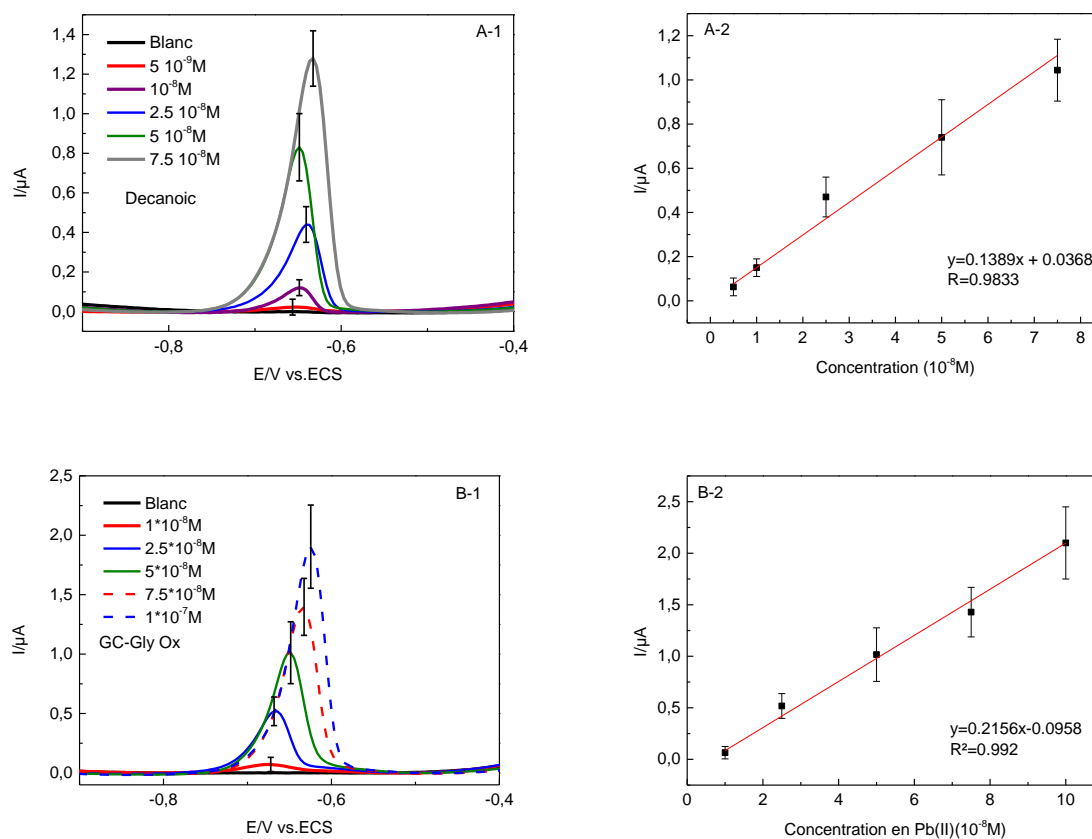 A-1
Blanc
5 10⁻⁹M
10⁻⁸M
2.5 10⁻⁸M
5 10⁻⁸M
7.5 10⁻⁸M
Decanoic
1,4
1,2
1,0
0,8
0,6
0,4
0,2
0,0
I/µA
-0,8
-0,6
-0,4
E/V vs.ECS
A-2
1,2
1,0
0,8
0,6
0,4
0,2
0,0
I/µA
y=0.1389x + 0.0368
R=0.9833
0 1 2 3 4 5 6 7 8
Concentration (10⁻⁸M)
B-1
Blanc
1*10⁻⁸M
2.5*10⁻⁸M
5*10⁻⁸M
7.5*10⁻⁸M
1*10⁻⁷M
GC-Gly Ox
2,5
2,0
1,5
1,0
0,5
0,0
I/µA
-0,8
-0,6
-0,4
E/V vs.ECS
B-2
2,5
2,0
1,5
1,0
0,5
0,0
I/µA
y=0.2156x-0.0958
R²=0.992
0 2 4 6 8 10
Concentration en Pb(II)(10⁻⁸M)